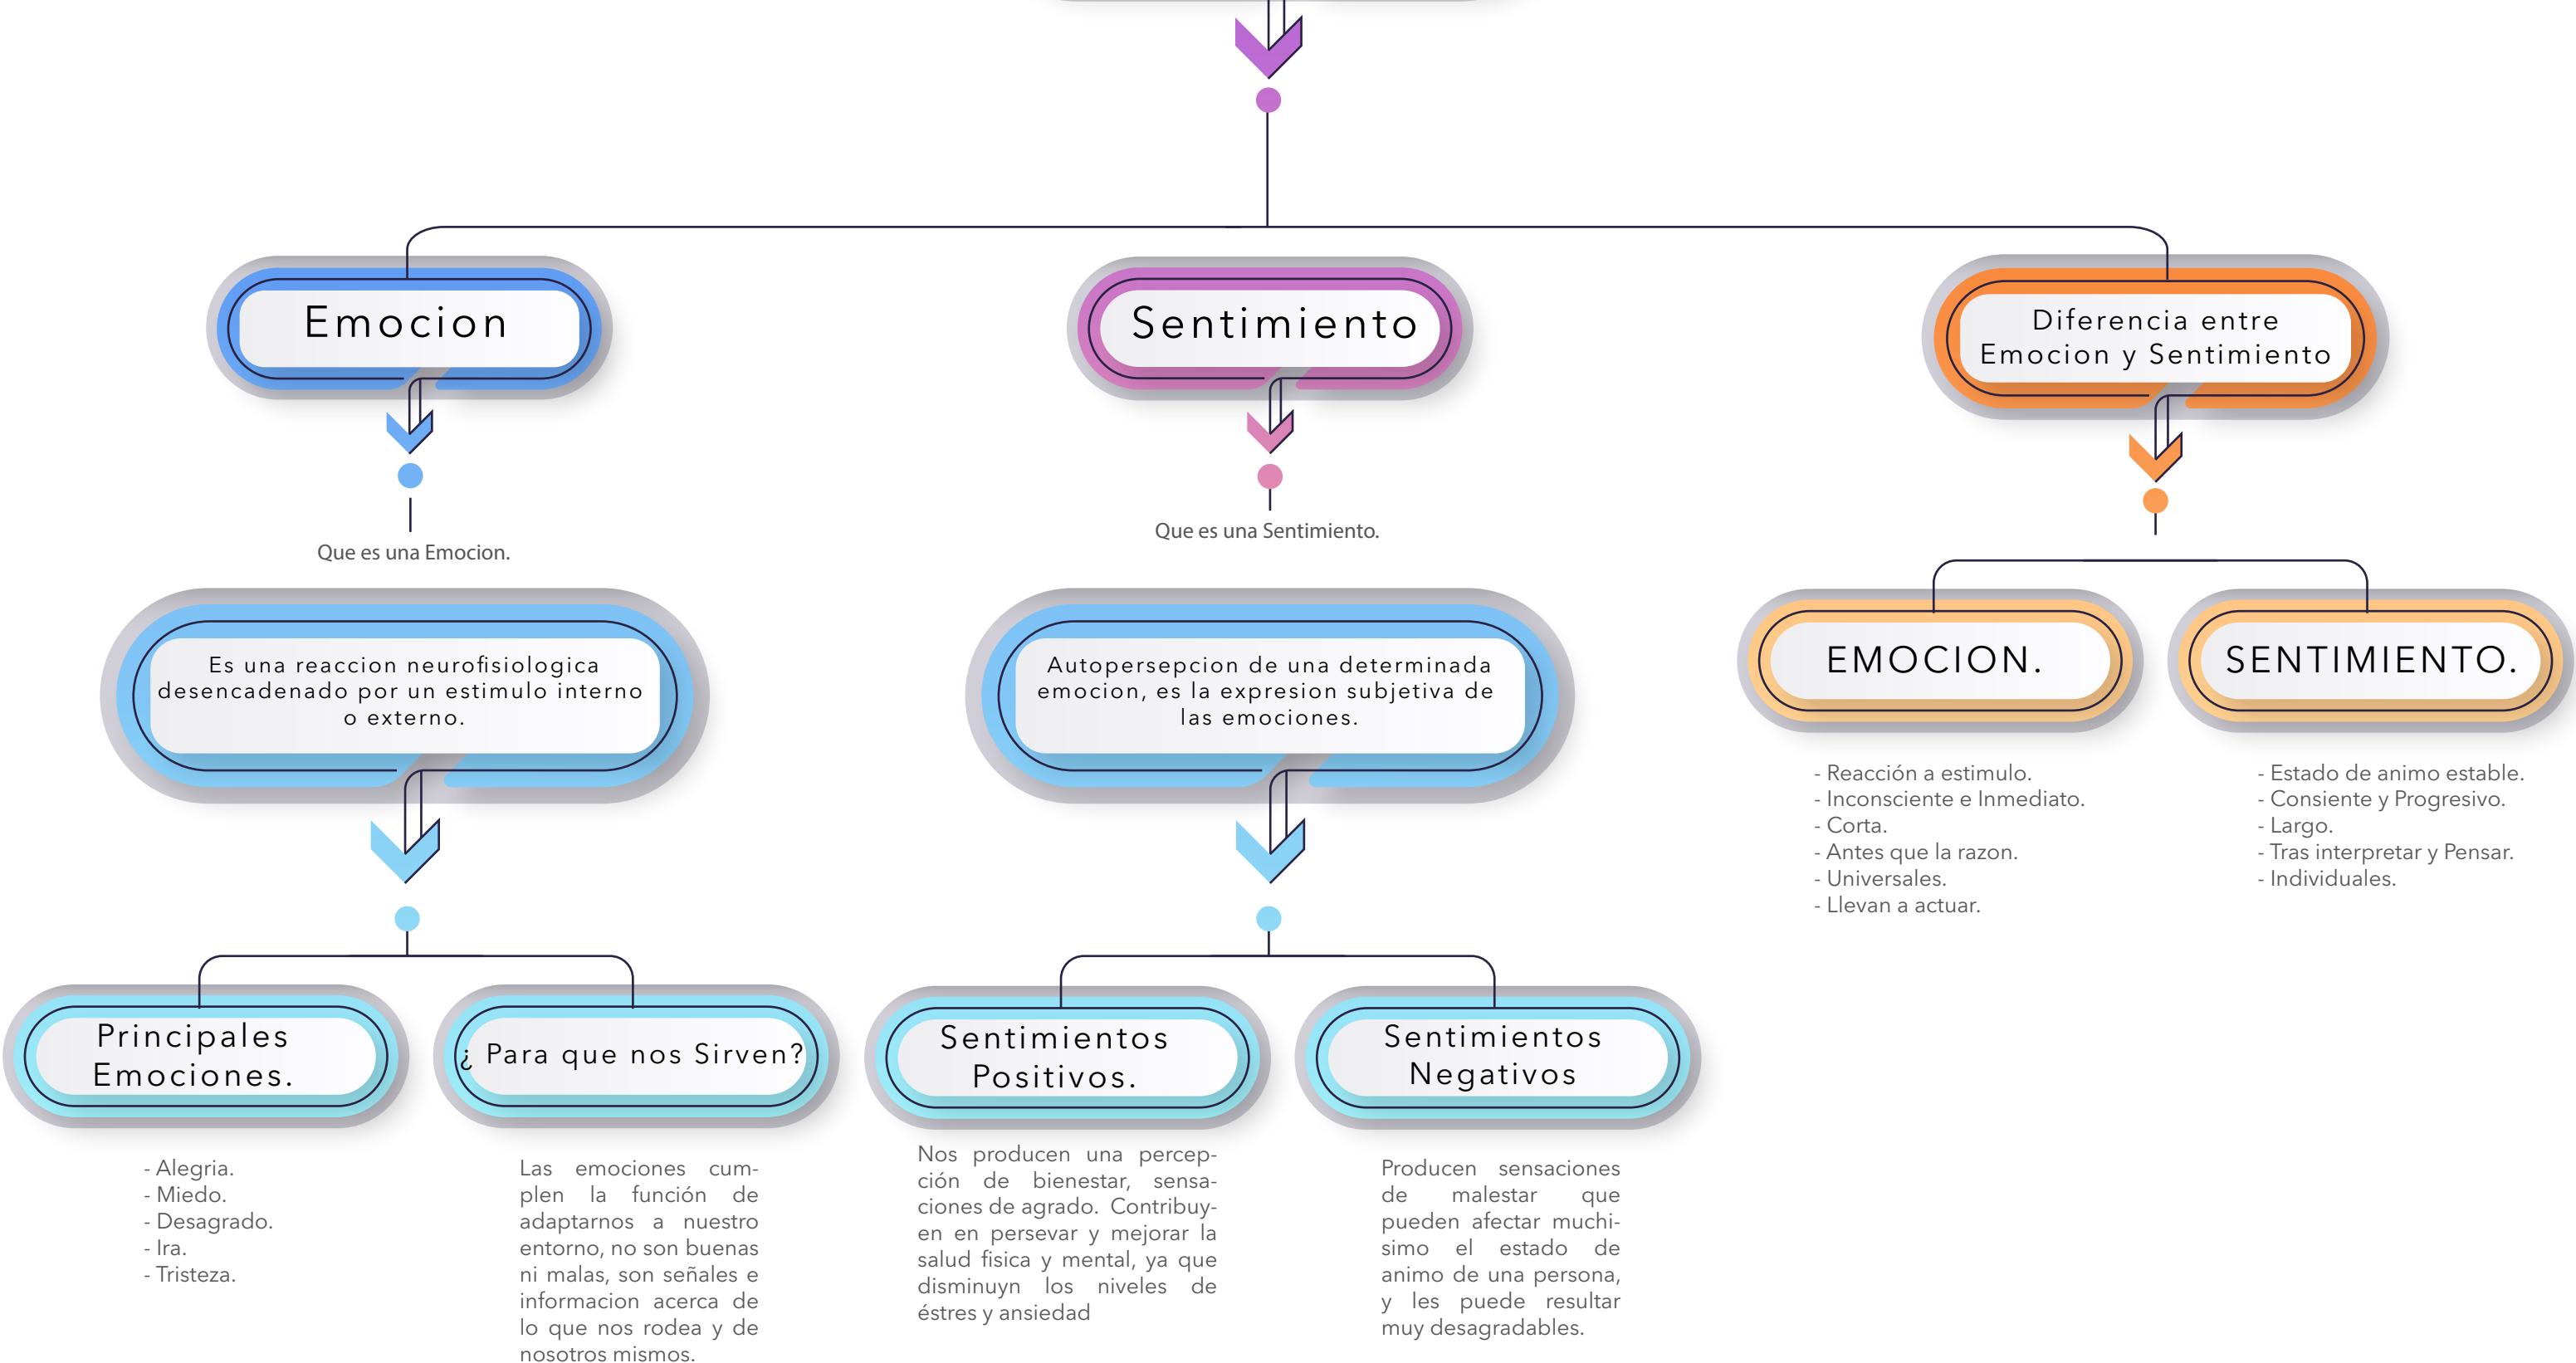 Emocion
Sentimiento
Diferencia entre
Emocion y Sentimiento
Que es una Emocion.
Que es una Sentimiento.
Es una reaccion neurofisiologica
desencadenado por un estimulo interno
o externo.
Autopersepcion de una determinada
emocion, es la expresion subjetiva de
las emociones.
EMOCION.
SENTIMIENTO.
- Reacción a estimulo.
- Inconsciente e Inmediato.
- Corta.
- Antes que la razon.
- Universales.
- Llevan a actuar.
- Estado de animo estable.
- Consiente y Progresivo.
- Largo.
- Tras interpretar y Pensar.
- Individuales.
Principales
Emociones.
¿ Para que nos Sirven?
Sentimientos
Positivos.
Sentimientos
Negativos
- Alegria.
- Miedo.
- Desagrado.
- Ira.
- Tristeza.
Las emociones cum-
plen la función de
adaptarnos a nuestro
entorno, no son buenas
ni malas, son señales e
informacion acerca de
lo que nos rodea y de
nosotros mismos.
Nos producen una percep-
ción de bienestar, sensa-
ciones de agrado. Contribuy-
en en persevar y mejorar la
salud fisica y mental, ya que
disminuyn los niveles de
éstres y ansiedad
Producen sensaciones
de malestar que
pueden afectar muchi-
simo el estado de
animo de una persona,
y les puede resultar
muy desagradables.